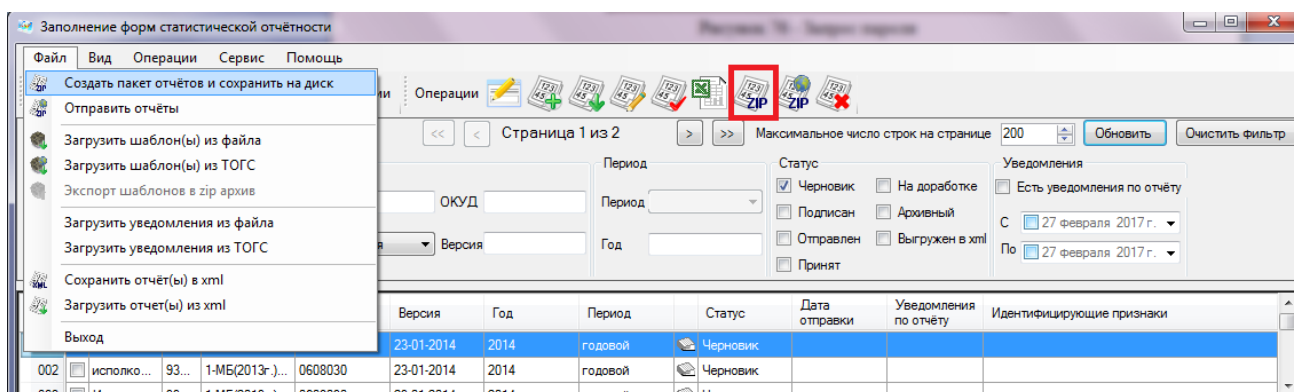 Заполнение форм статистической отчётности
Файл Вид Операции Сервис Помощь
Создать пакет отчётов и сохранить на диск
Отправить отчёты
Загрузить шаблон(ы) из файла
Загрузить шаблон(ы) из ТОГС
Экспорт шаблонов в zip архив
Загрузить уведомления из файла
Загрузить уведомления из ТОГС
Сохранить отчёт(ы) в xml
Загрузить отчет(ы) из xml
Выход
Операции ZIP ZIP
<< < Страница 1 из 2 > >> Максимальное число строк на странице 200 Обновить Очистить фильтр
Период Статус Уведомления
ОКУД Период Черновик На доработке Есть уведомления по отчёту
Подписан Архивный С 27 февраля 2017 г.
Версия Год Отправлен Выгружен в xml По 27 февраля 2017 г.
Принят
Версия Год Период Статус Дата отправки Уведомления по отчёту Идентифицирующие признаки
23-01-2014 2014 годовой Черновик
002 исполко... 93... 1-МБ(2013г.)... 0608030 23-01-2014 2014 годовой Черновик